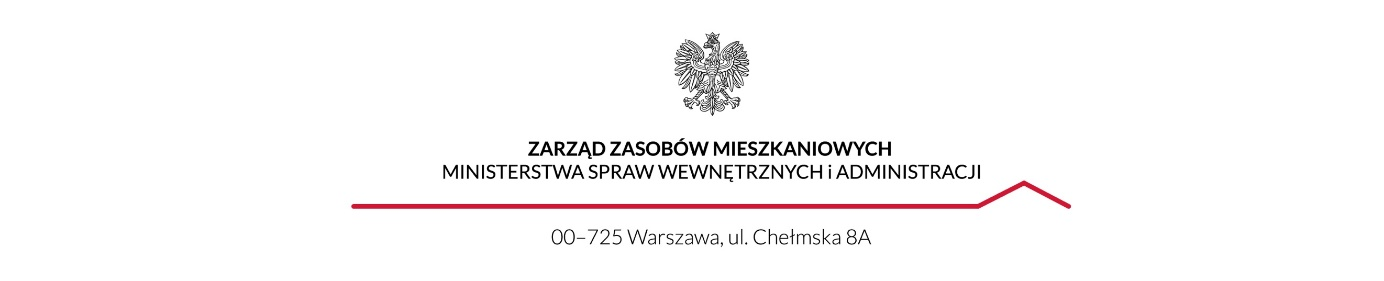 ZARZĄD ZASOBÓW MIESZKANIOWYCH
MINISTERSTWA SPRAW WEWNĘTRZNYCH i ADMINISTRACJI
00–725 Warszawa, ul. Chełmska 8A